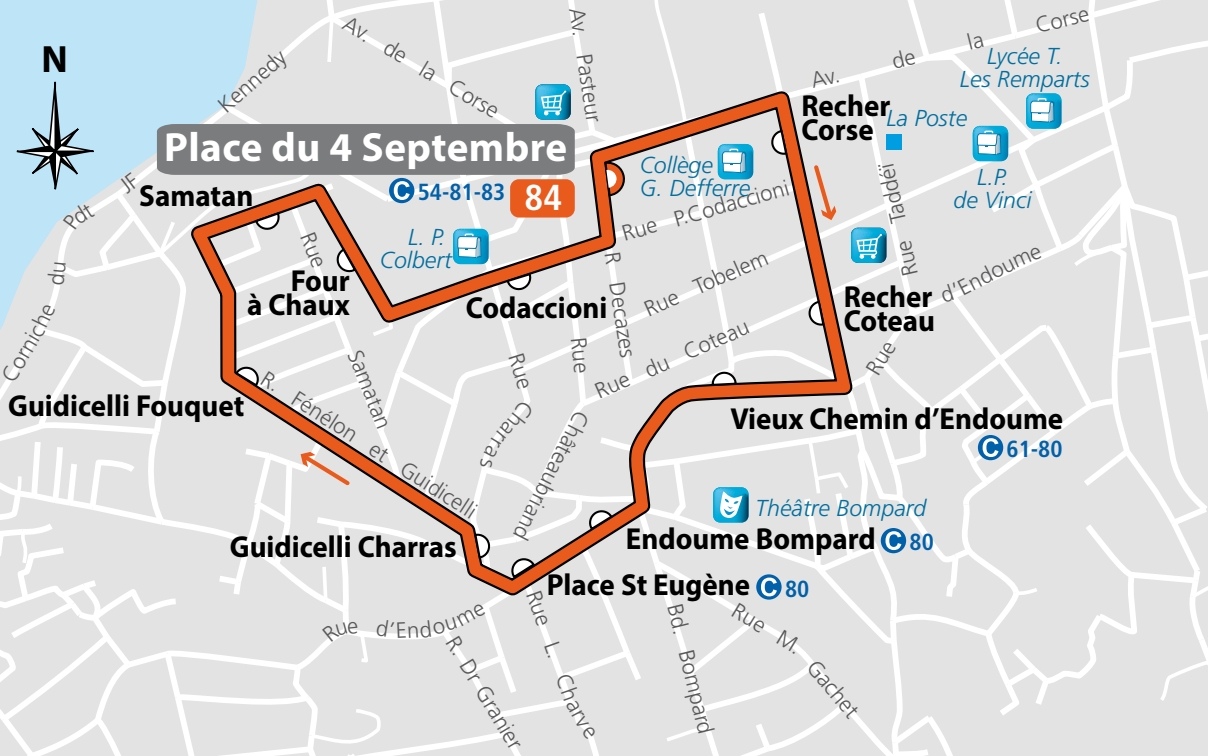 N
Av. de la Corse
Av. Pasteur
Av. de la Corse
Lycée T.
Les Remparts
Kennedy
Recher
Corse
La Poste
Place du 4 Septembre
C 54-81-83
84
Collège
G. Defferre
L.P.
de Vinci
JF
Pdt
Corniche du
Samatan
Rue P.Codaccioni
Rue Taddéï
L. P.
Colbert
Rue
Samatan
Four
à Chaux
Codaccioni
R Decazes
Rue Tobelem
Rue d'Endoume
Recher
Coteau
Rue du Coteau
Rue Charras
Rue Châteaubriand
Guidicelli Fouquet
R. Fénélon et Guidicelli
Vieux Chemin d'Endoume
C 61-80
Théâtre Bompard
Guidicelli Charras
Endoume Bompard C 80
Place St Eugène C 80
Rue d'Endoume
R. Dr Granier
Rue L. Charve
Bd. Bompard
Rue M. Gachet